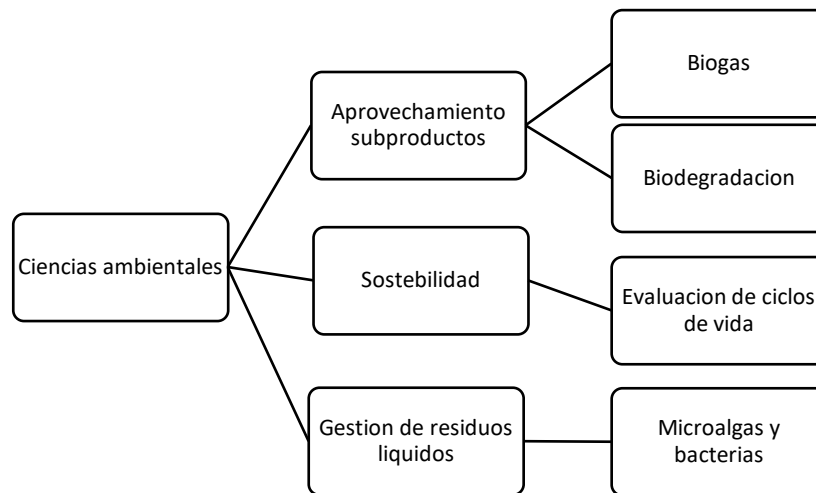 Ciencias ambientales
Aprovechamiento
subproductos
Biogas
Biodegradacion
Sostebilidad
Evaluacion de ciclos
de vida
Gestion de residuos
liquidos
Microalgas y
bacterias